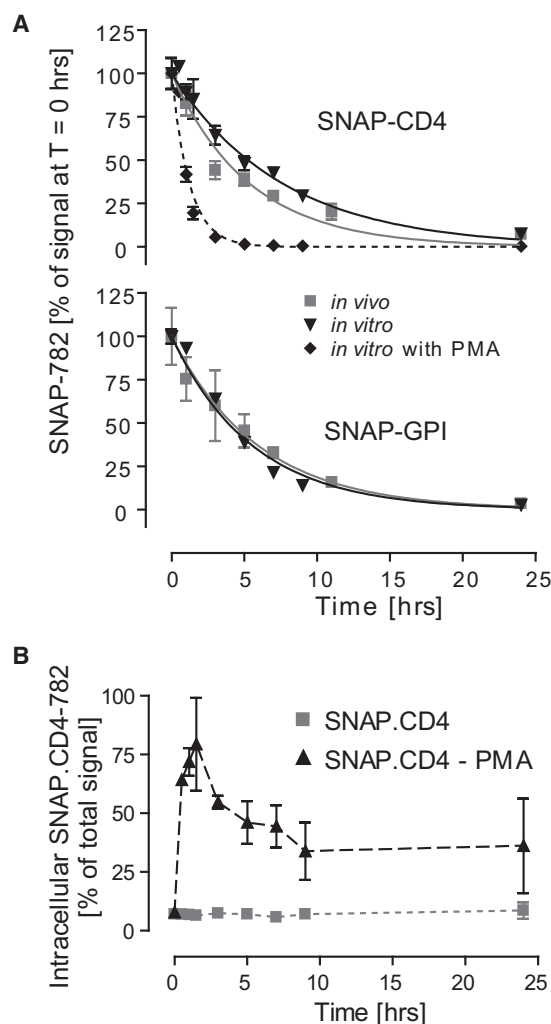 A
SNAP-782 [% of signal at T = 0 hrs]
125
100
75
50
25
0
SNAP-CD4
125
100
75
50
25
0
in vivo
in vitro
in vitro with PMA
SNAP-GPI
0
5
10
15
20
25
Time [hrs]
B
Intracellular SNAP.CD4-782
[% of total signal]
100
75
50
25
0
SNAP.CD4
SNAP.CD4 - PMA
0
5
10
15
20
25
Time [hrs]